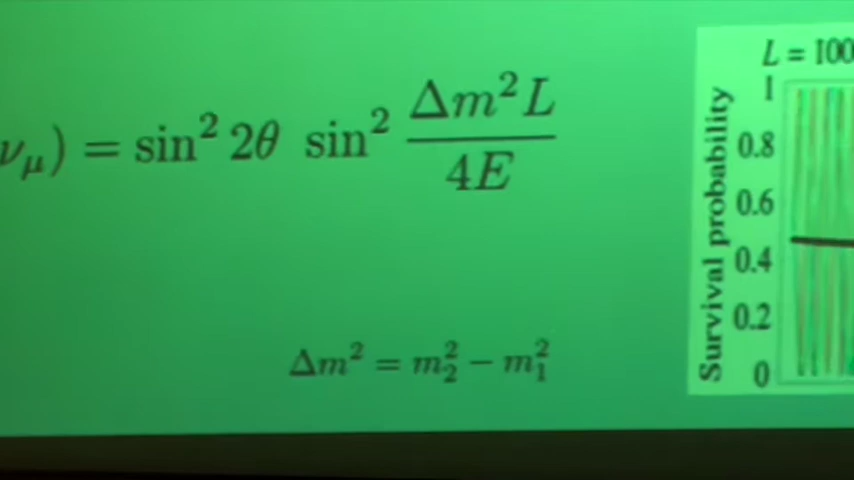 ν_μ) = sin² 2θ sin² Δm²L / 4E
Δm² = m₂² − m₁²
L = 100
Survival probability
1
0.8
0.6
0.4
0.2
0